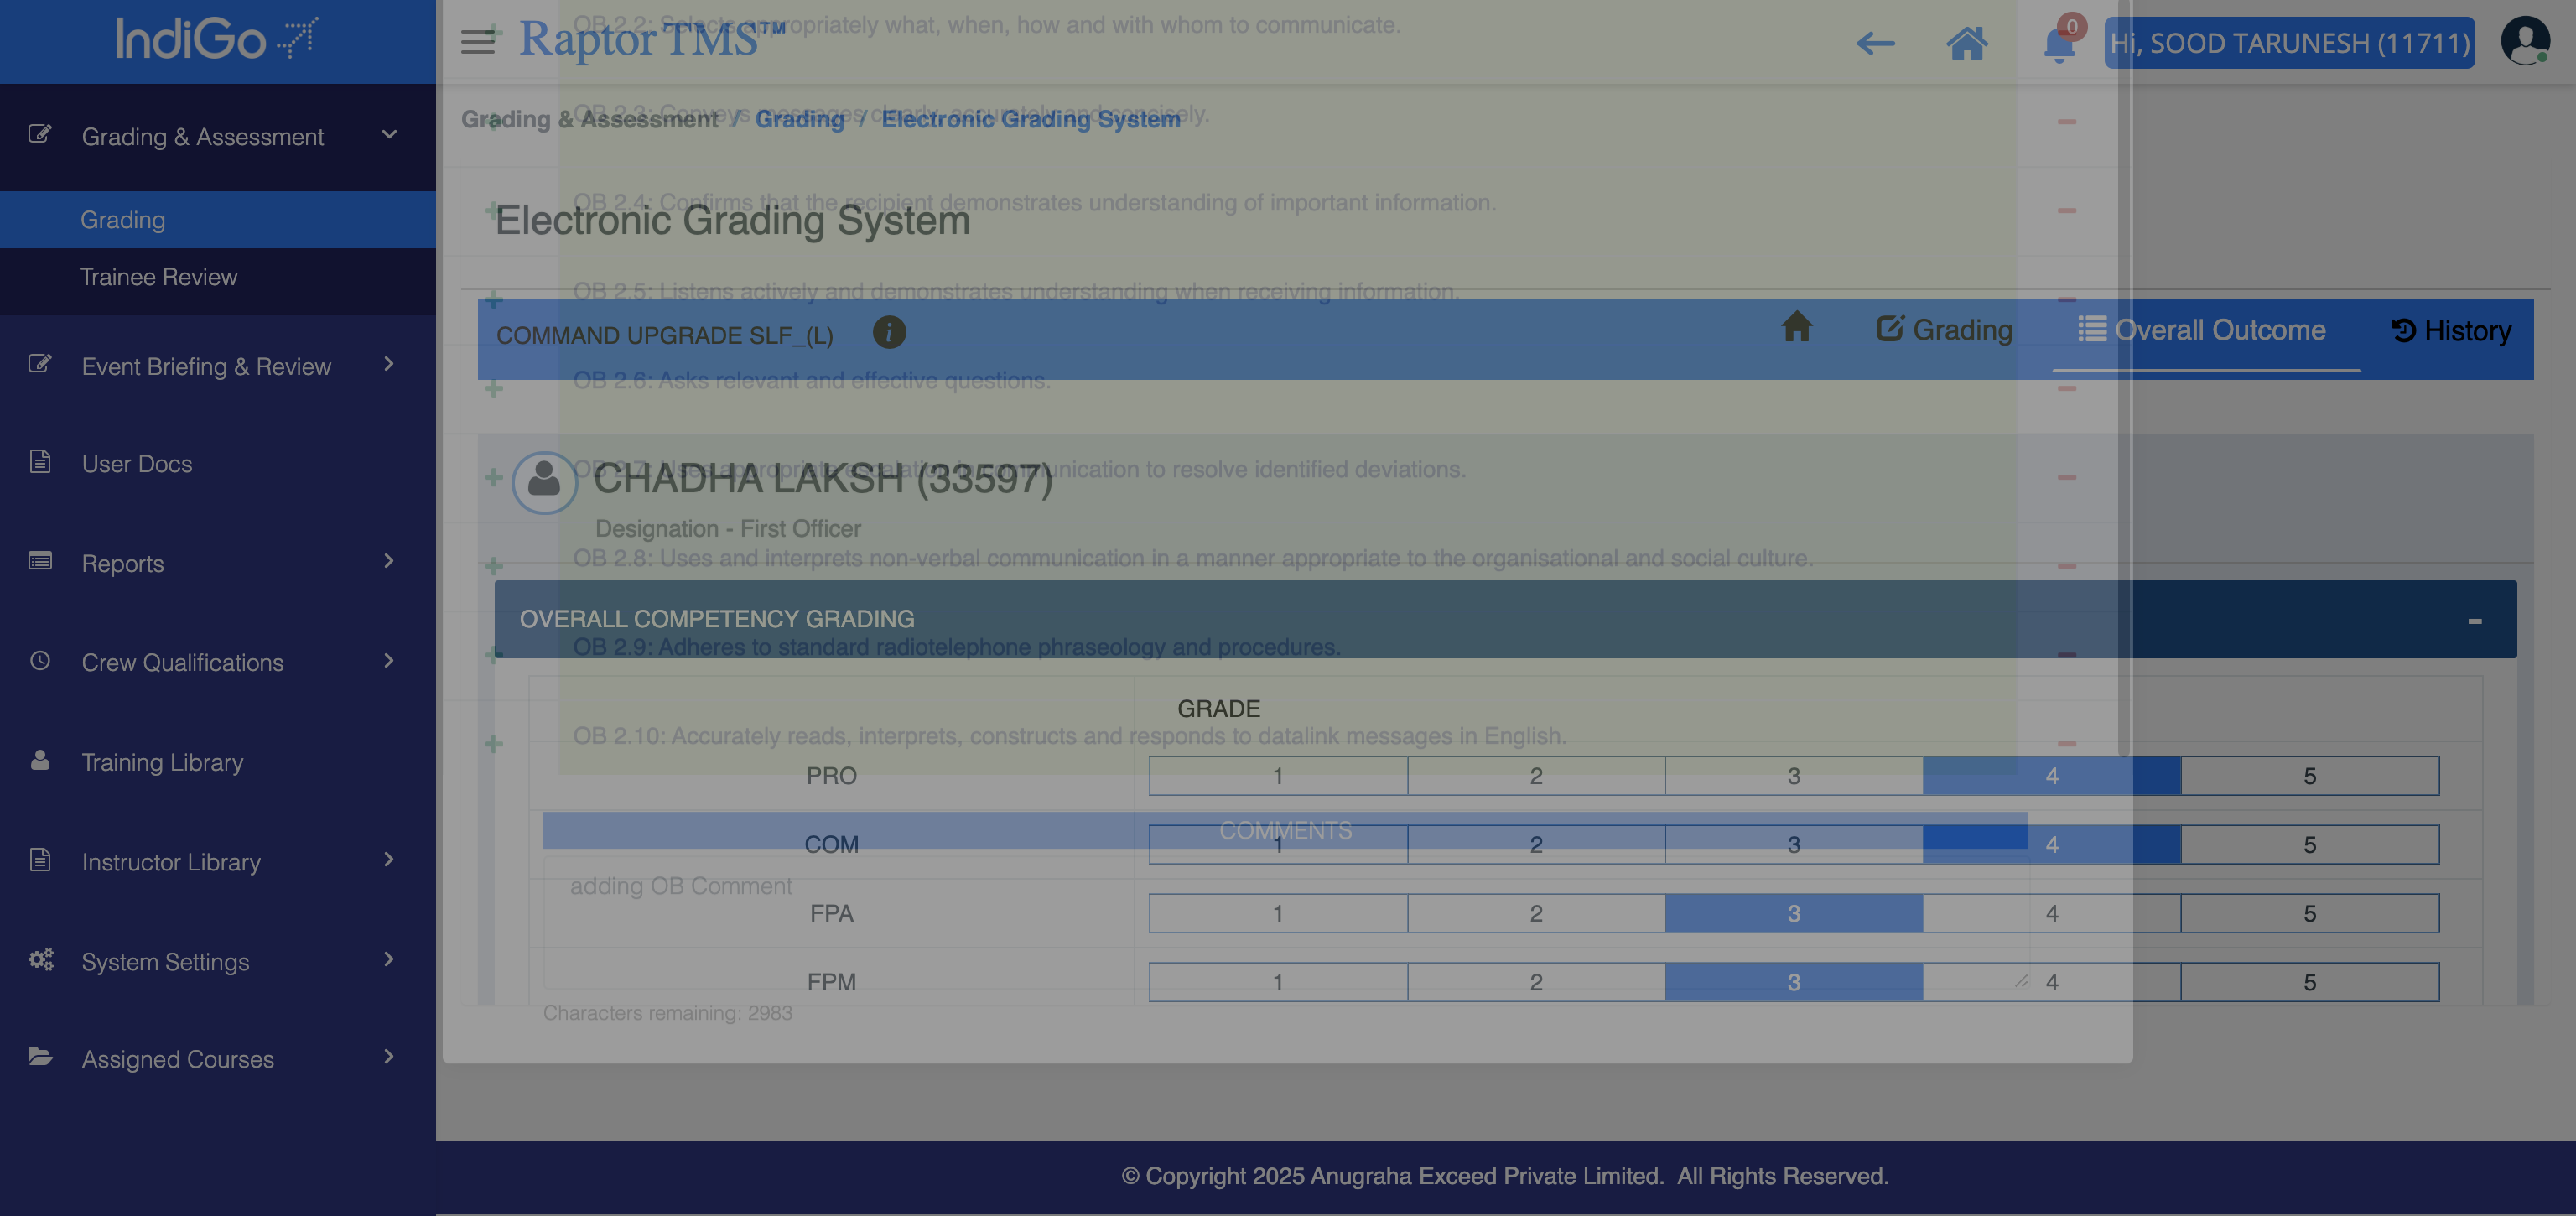 IndiGo
Raptor TMS™
0
Hi, SOOD TARUNESH (11711)
Grading & Assessment
Grading
Trainee Review
Event Briefing & Review
User Docs
Reports
Crew Qualifications
Training Library
Instructor Library
System Settings
Assigned Courses
OB 2.2: Selects appropriately what, when, how and with whom to communicate.
OB 2.3: Conveys messages clearly, accurately and concisely.
Grading & Assessment / Grading / Electronic Grading System
OB 2.4: Confirms that the recipient demonstrates understanding of important information.
Electronic Grading System
OB 2.5: Listens actively and demonstrates understanding when receiving information.
COMMAND UPGRADE SLF_(L)
Grading
Overall Outcome
History
OB 2.6: Asks relevant and effective questions.
OB 2.7: Uses appropriate escalation in communication to resolve identified deviations.
CHADHA LAKSH (33597)
Designation - First Officer
OB 2.8: Uses and interprets non-verbal communication in a manner appropriate to the organisational and social culture.
OVERALL COMPETENCY GRADING
OB 2.9: Adheres to standard radiotelephone phraseology and procedures.
GRADE
OB 2.10: Accurately reads, interprets, constructs and responds to datalink messages in English.
PRO 1 2 3 4 5
COMMENTS
COM 1 2 3 4 5
adding OB Comment
FPA 1 2 3 4 5
FPM 1 2 3 4 5
Characters remaining: 2983
© Copyright 2025 Anugraha Exceed Private Limited. All Rights Reserved.